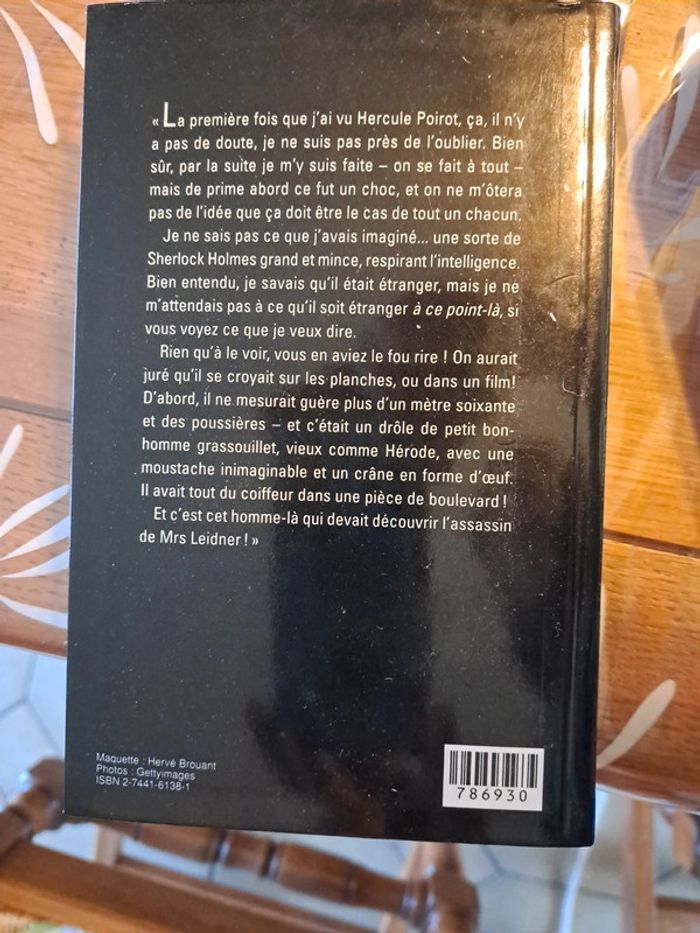 « La première fois que j'ai vu Hercule Poirot, ça, il n'y
a pas de doute, je ne suis pas près de l'oublier. Bien
sûr, par la suite je m'y suis faite – on se fait à tout –
mais de prime abord ce fut un choc, et on ne m'ôtera
pas de l'idée que ça doit être le cas de tout un chacun.
Je ne sais pas ce que j'avais imaginé... une sorte de
Sherlock Holmes grand et mince, respirant l'intelligence.
Bien entendu, je savais qu'il était étranger, mais je ne
m'attendais pas à ce qu'il soit étranger à ce point-là, si
vous voyez ce que je veux dire.
Rien qu'à le voir, vous en aviez le fou rire ! On aurait
juré qu'il se croyait sur les planches, ou dans un film!
D'abord, il ne mesurait guère plus d'un mètre soixante
et des poussières – et c'était un drôle de petit bon-
homme grassouillet, vieux comme Hérode, avec une
moustache inimaginable et un crâne en forme d'œuf.
Il avait tout du coiffeur dans une pièce de boulevard !
Et c'est cet homme-là qui devait découvrir l'assassin
de Mrs Leidner ! »
Maquette : Hervé Brouant
Photos : Gettyimages
ISBN 2-7441-6138-1
786930